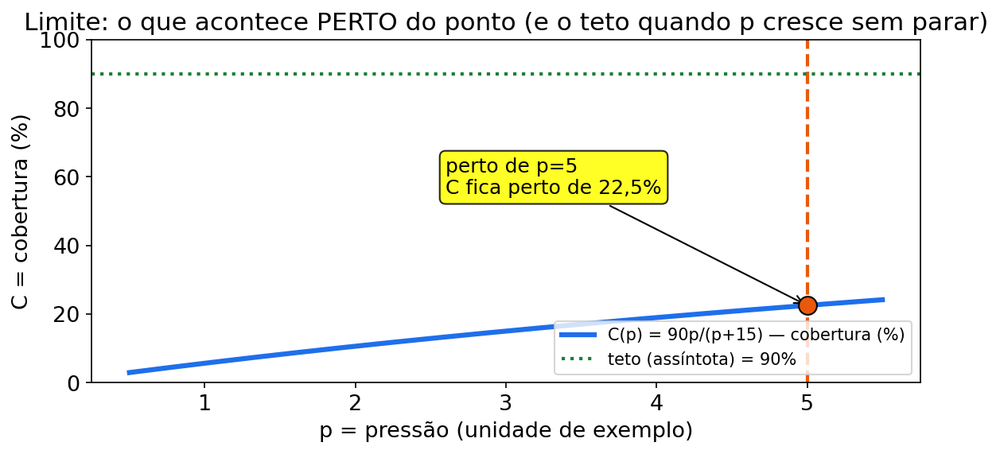 Limite: o que acontece PERTO do ponto (e o teto quando p cresce sem parar)
100
80
60
40
20
0
C = cobertura (%)
perto de p=5
C fica perto de 22,5%
C(p) = 90p/(p+15) — cobertura (%)
teto (assíntota) = 90%
1 2 3 4 5
p = pressão (unidade de exemplo)